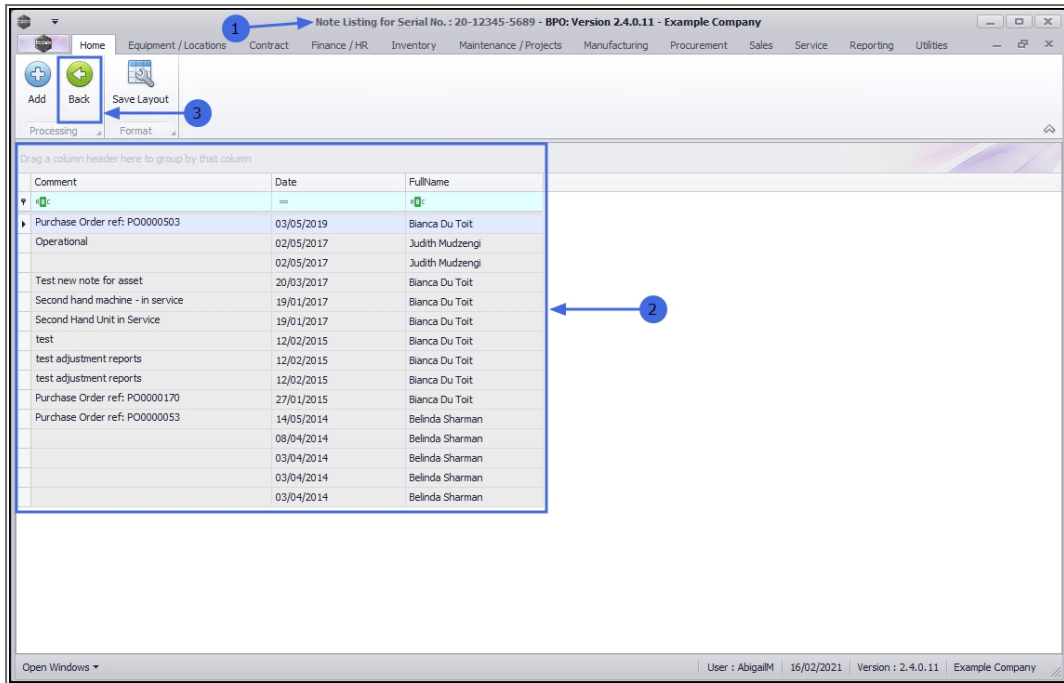 Note Listing for Serial No. : 20-12345-5689 - BPO: Version 2.4.0.11 - Example Company
1
Home Equipment / Locations Contract Finance / HR Inventory Maintenance / Projects Manufacturing Procurement Sales Service Reporting Utilities
Add Back Save Layout
3
Processing Format
Drag a column header here to group by that column
Comment Date FullName
ABC = ABC
Purchase Order ref: PO0000503 03/05/2019 Bianca Du Toit
Operational 02/05/2017 Judith Mudzengi
02/05/2017 Judith Mudzengi
Test new note for asset 20/03/2017 Bianca Du Toit
Second hand machine - in service 19/01/2017 Bianca Du Toit
2
Second Hand Unit in Service 19/01/2017 Bianca Du Toit
test 12/02/2015 Bianca Du Toit
test adjustment reports 12/02/2015 Bianca Du Toit
test adjustment reports 12/02/2015 Bianca Du Toit
Purchase Order ref: PO0000170 27/01/2015 Bianca Du Toit
Purchase Order ref: PO0000053 14/05/2014 Belinda Sharman
08/04/2014 Belinda Sharman
03/04/2014 Belinda Sharman
03/04/2014 Belinda Sharman
03/04/2014 Belinda Sharman
Open Windows User : AbigailM 16/02/2021 Version : 2.4.0.11 Example Company